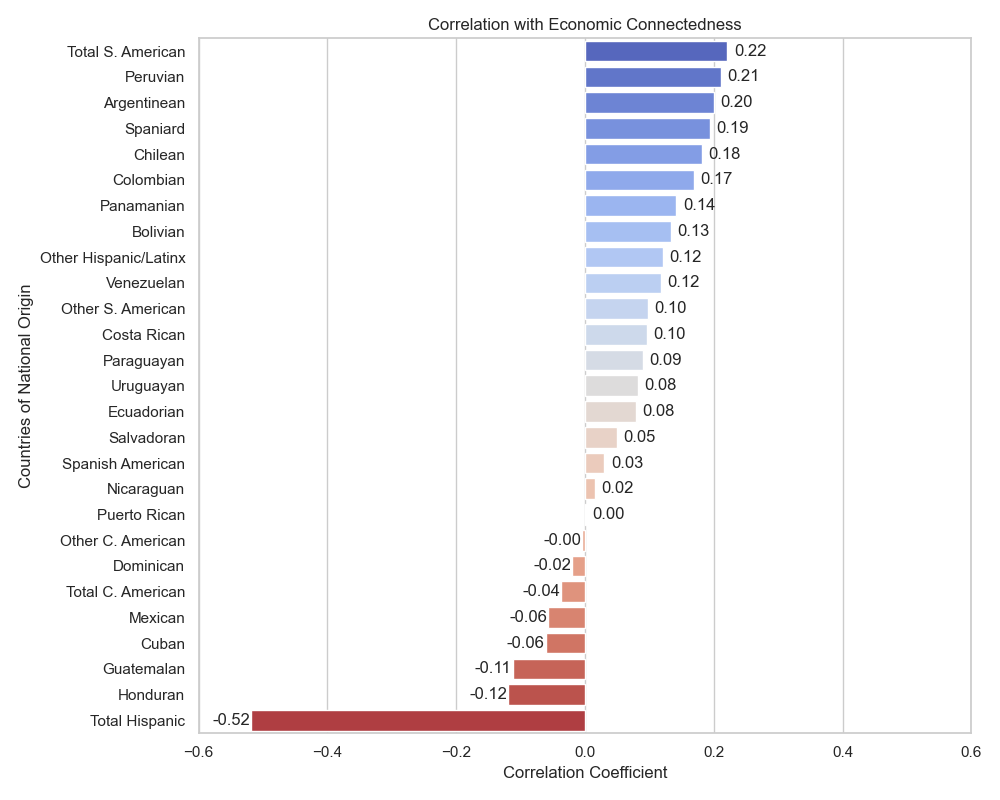 Correlation with Economic Connectedness
Total S. American 0.22
Peruvian 0.21
Argentinean 0.20
Spaniard 0.19
Chilean 0.18
Colombian 0.17
Panamanian 0.14
Bolivian 0.13
Other Hispanic/Latinx 0.12
Venezuelan 0.12
Other S. American 0.10
Costa Rican 0.10
Paraguayan 0.09
Uruguayan 0.08
Ecuadorian 0.08
Salvadoran 0.05
Spanish American 0.03
Nicaraguan 0.02
Puerto Rican 0.00
Other C. American -0.00
Dominican -0.02
Total C. American -0.04
Mexican -0.06
Cuban -0.06
Guatemalan -0.11
Honduran -0.12
Total Hispanic -0.52
−0.6 −0.4 −0.2 0.0 0.2 0.4 0.6
Correlation Coefficient
Countries of National Origin